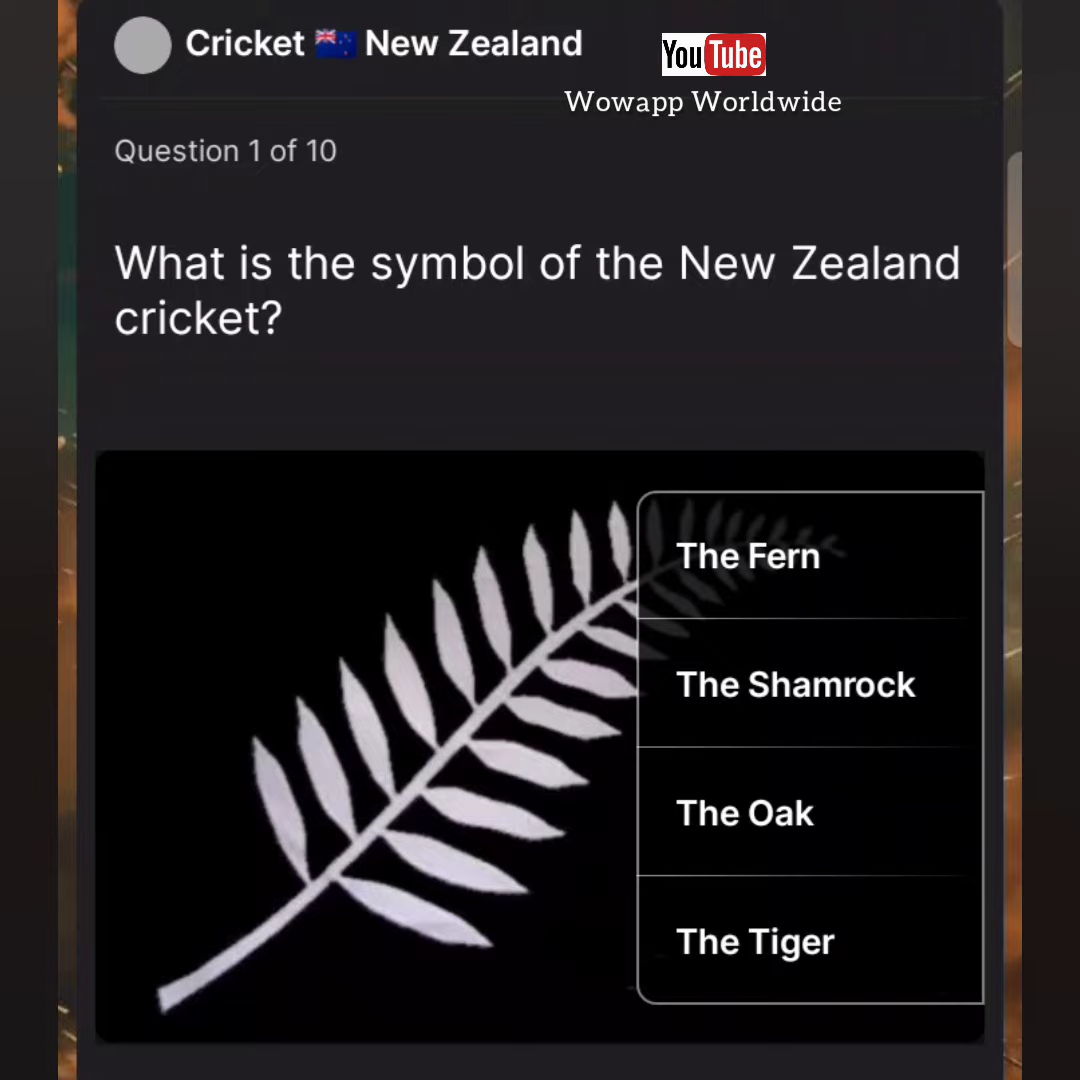 Cricket New Zealand
YouTube
Wowapp Worldwide
Question 1 of 10
What is the symbol of the New Zealand
cricket?
The Fern
The Shamrock
The Oak
The Tiger